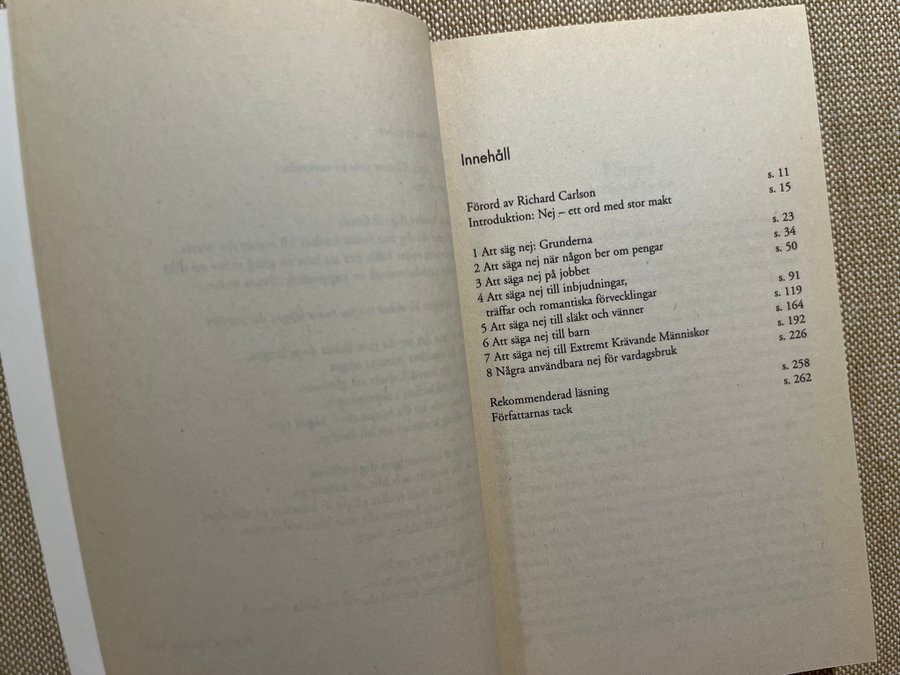 Innehåll
Förord av Richard Carlson s. 11
Introduktion: Nej – ett ord med stor makt s. 15
1 Att säg nej: Grunderna s. 23
2 Att säga nej när någon ber om pengar s. 34
3 Att säga nej på jobbet s. 50
4 Att säga nej till inbjudningar,
träffar och romantiska förvecklingar s. 91
5 Att säga nej till släkt och vänner s. 119
6 Att säga nej till barn s. 164
7 Att säga nej till Extremt Krävande Människor s. 192
8 Några användbara nej för vardagsbruk s. 226
Rekommenderad läsning s. 258
Författarnas tack s. 262